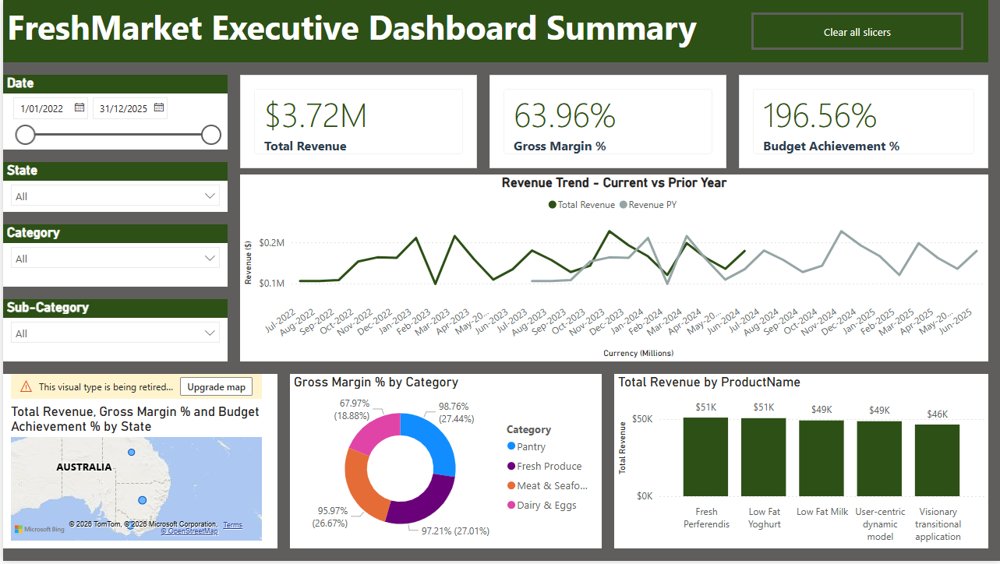 FreshMarket Executive Dashboard Summary
Clear all slicers
Date
1/01/2022
31/12/2025
State
All
Category
All
Sub-Category
All
$3.72M
Total Revenue
63.96%
Gross Margin %
196.56%
Budget Achievement %
Revenue Trend - Current vs Prior Year
Total Revenue
Revenue PY
Revenue ($)
$0.2M
$0.1M
Jul-2022
Aug-2022
Sep-2022
Oct-2022
Nov-2022
Dec-2022
Jan-2023
Feb-2023
Mar-2023
Apr-2023
May-20...
Jun-2023
Jul-2023
Aug-2023
Sep-2023
Oct-2023
Nov-2023
Dec-2023
Jan-2024
Feb-2024
Mar-2024
Apr-2024
May-20...
Jun-2024
Jul-2024
Aug-2024
Sep-2024
Oct-2024
Nov-2024
Dec-2024
Jan-2025
Feb-2025
Mar-2025
Apr-2025
May-20...
Jun-2025
Currency (Millions)
This visual type is being retired...
Upgrade map
Total Revenue, Gross Margin % and Budget
Achievement % by State
AUSTRALIA
Microsoft Bing
© 2026 TomTom, © 2026 Microsoft Corporation,
Terms
© OpenStreetMap
Gross Margin % by Category
67.97%
(18.88%)
98.76%
(27.44%)
95.97%
(26.67%)
97.21% (27.01%)
Category
Pantry
Fresh Produce
Meat & Seafo...
Dairy & Eggs
Total Revenue by ProductName
Total Revenue
$50K
$0K
$51K
$51K
$49K
$49K
$46K
Fresh
Perferendis
Low Fat
Yoghurt
Low Fat Milk
User-centric
dynamic
model
Visionary
transitional
application